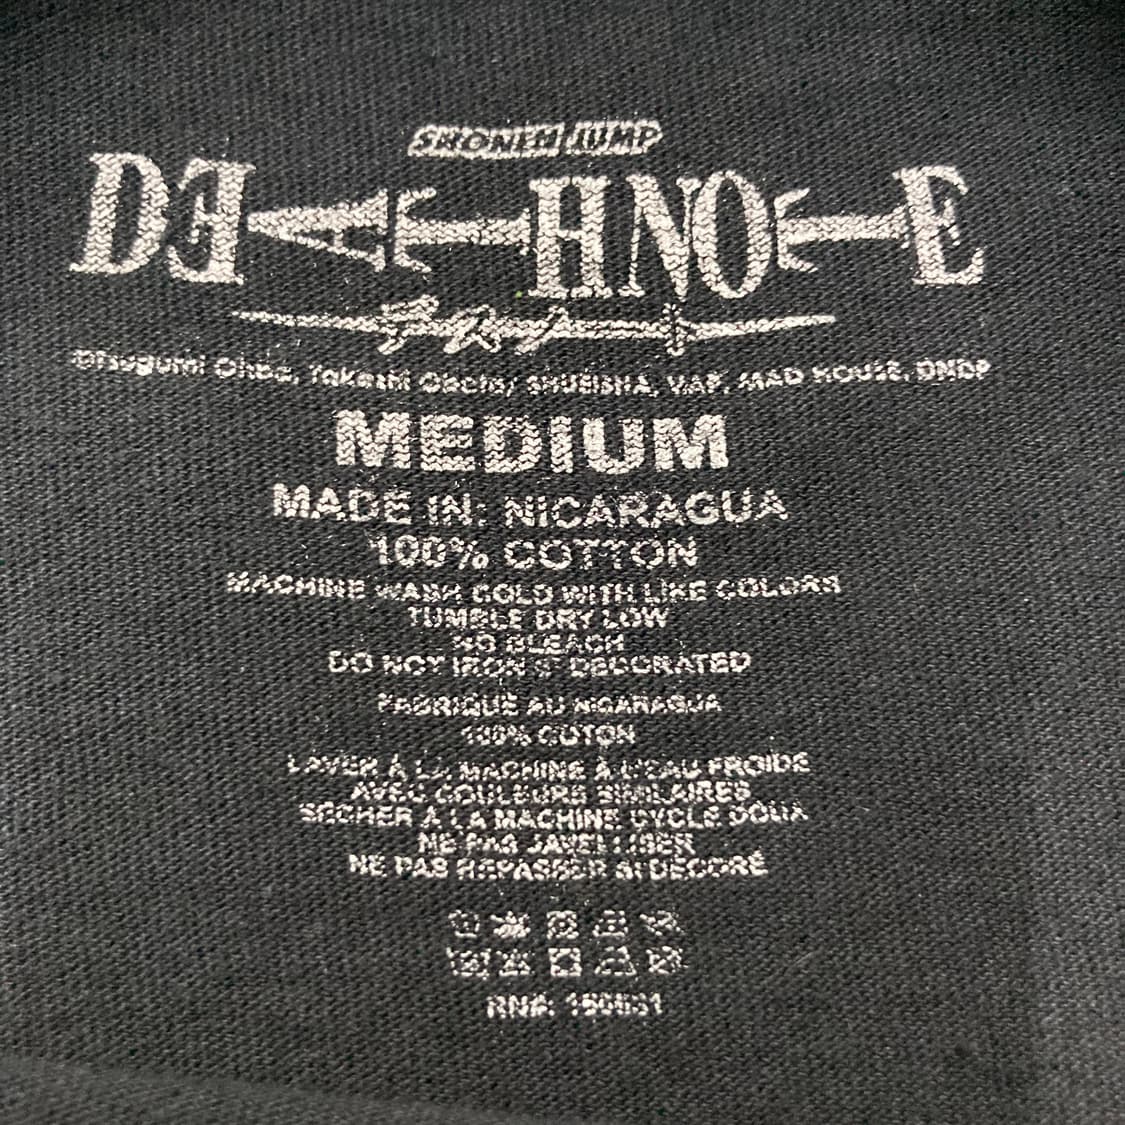 SHONEN JUMP
DEATH NOTE
©Tsugumi Ohba, Takeshi Obata/ SHUEISHA, VAP, MAD HOUSE, DNDP
MEDIUM
MADE IN: NICARAGUA
100% COTTON
MACHINE WASH COLD WITH LIKE COLORS
TUMBLE DRY LOW
NO BLEACH
DO NOT IRON IF DECORATED
FABRIQUÉ AU NICARAGUA
100% COTON
LAVER À LA MACHINE À L'EAU FROIDE
AVEC COULEURS SIMILAIRES
SÉCHER À LA MACHINE, CYCLE DOUX
NE PAS JAVELLISER
NE PAS REPASSER SI DÉCORÉ
RN#: